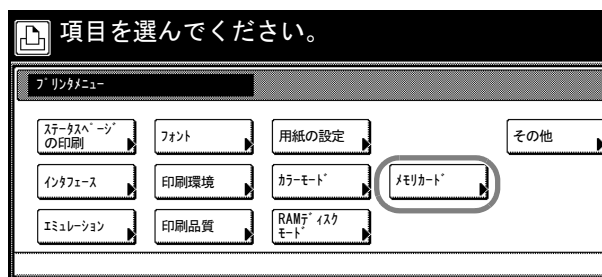 項目を選んでください。
ﾌﾟﾘﾝﾀﾒﾆｭｰ
ｽﾃｰﾀｽﾍﾟｰｼﾞ
の印刷
ﾌｫﾝﾄ
用紙の設定
その他
ｲﾝﾀﾌｪｰｽ
印刷環境
ｶﾗｰﾓｰﾄﾞ
ﾒﾓﾘｶｰﾄﾞ
ｴﾐｭﾚｰｼｮﾝ
印刷品質
RAMﾃﾞｨｽｸ
ﾓｰﾄﾞ